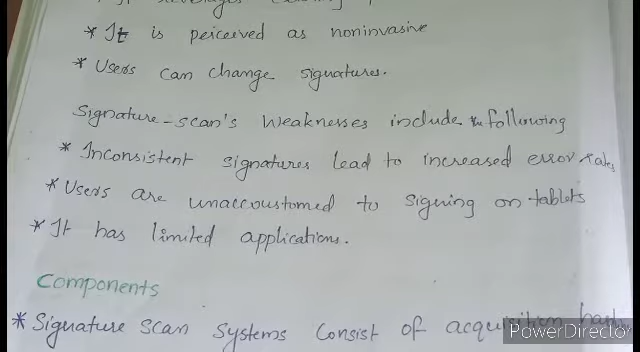 * It is perceived as noninvasive
* Users can change signatures.
Signature-scan's weaknesses include the following
* Inconsistent signatures lead to increased error rates
* Users are unaccoustomed to signing on tablets
* It has limited applications.
Components
* Signature scan systems consist of acquisition
PowerDirector